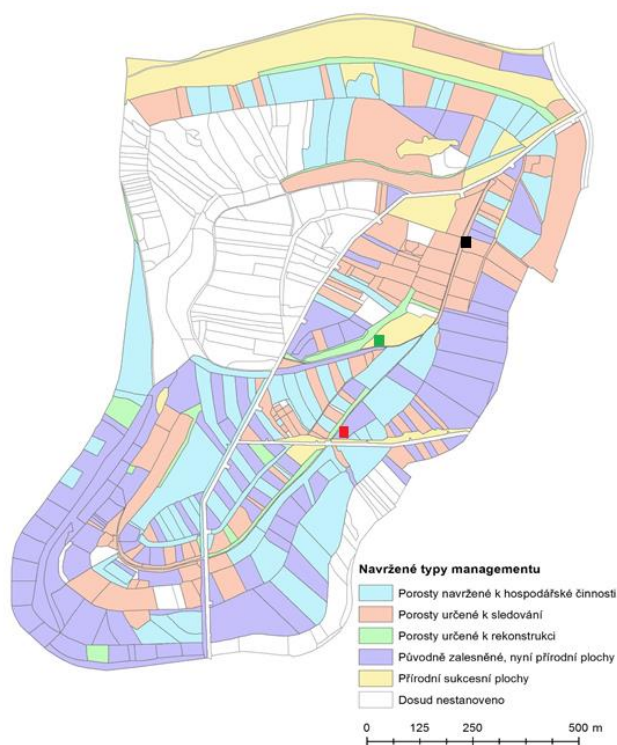 Navržené typy managementu
Porosty navržené k hospodářské činnosti
Porosty určené k sledování
Porosty určené k rekonstrukci
Původně zalesněné, nyní přírodní plochy
Přírodní sukcesní plochy
Dosud nestanoveno
0 125 250 500 m